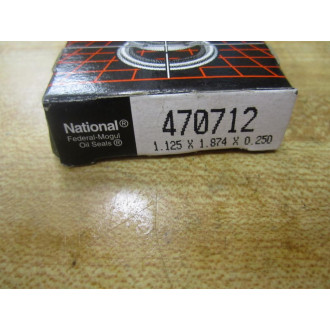 National®
Federal-Mogul
Oil Seals®
470712
1.125 X 1.874 X 0.250